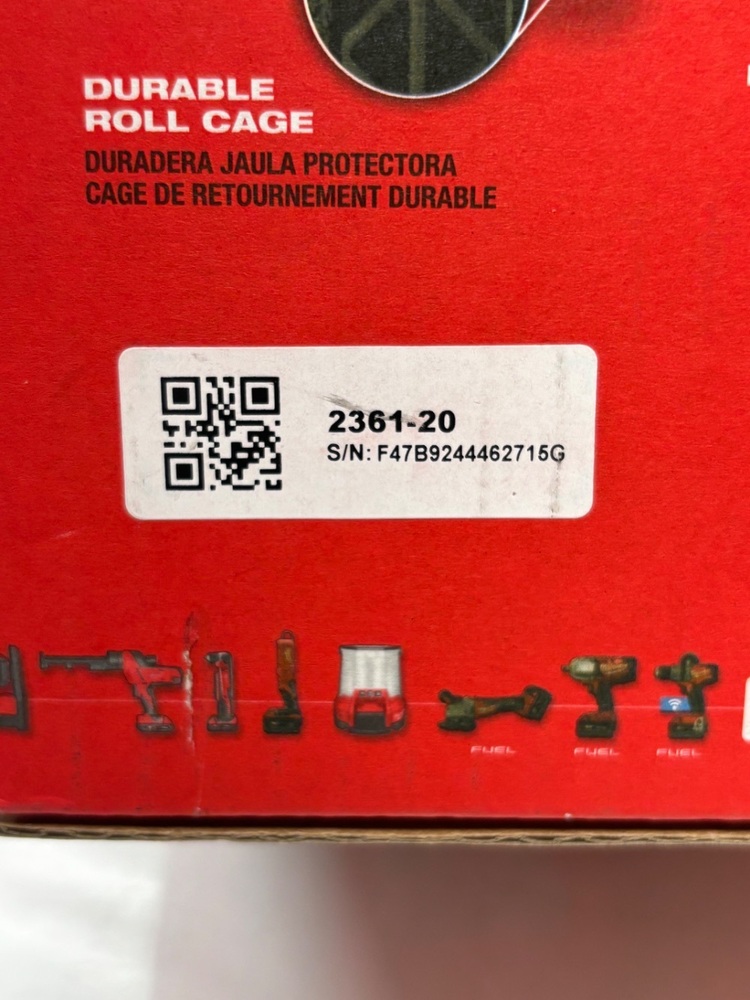 DURABLE
ROLL CAGE
DURADERA JAULA PROTECTORA
CAGE DE RETOURNEMENT DURABLE
2361-20
S/N: F47B9244462715G
FUEL
FUEL
FUEL